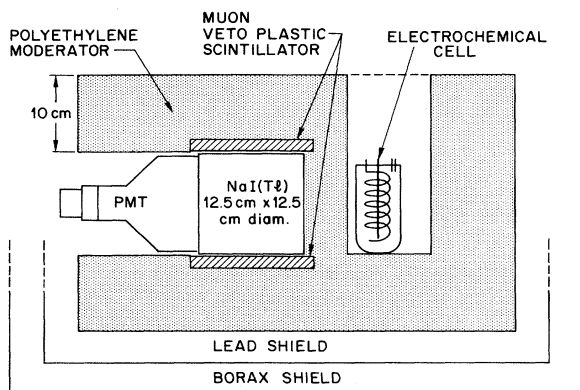 MUON
VETO PLASTIC
SCINTILLATOR
POLYETHYLENE
MODERATOR
ELECTROCHEMICAL
CELL
10 cm
NaI(Tℓ)
12.5 cm x 12.5
cm diam.
PMT
LEAD SHIELD
BORAX SHIELD